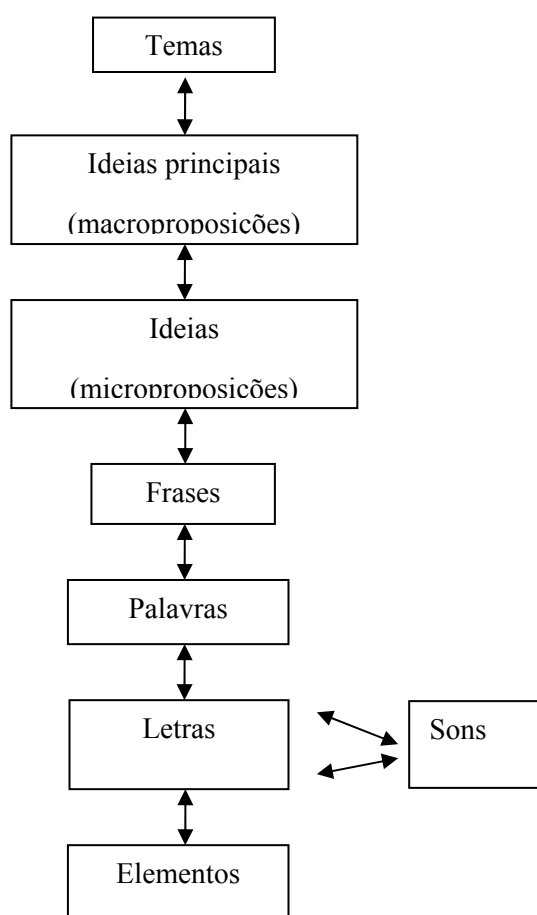 Temas
Ideias principais
(macroproposições)
Ideias
(microproposições)
Frases
Palavras
Letras
Sons
Elementos